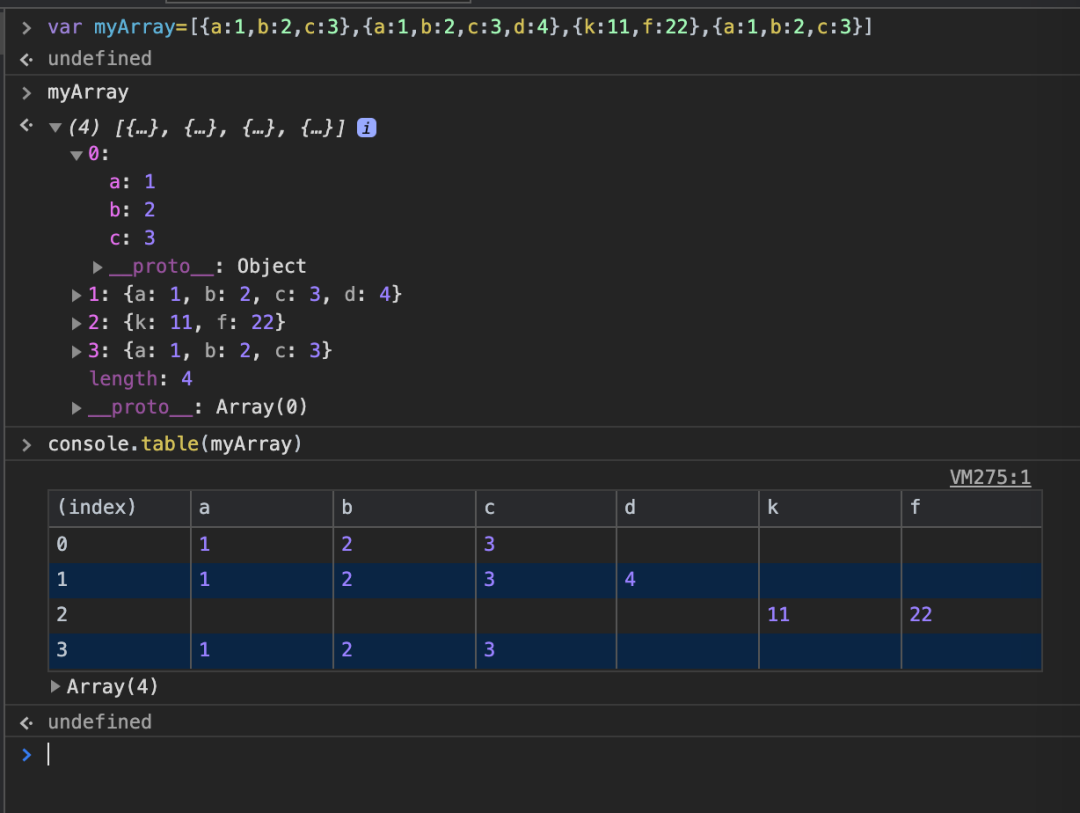 var myArray=[{a:1,b:2,c:3},{a:1,b:2,c:3,d:4},{k:11,f:22},{a:1,b:2,c:3}]
undefined
myArray
(4) [{…}, {…}, {…}, {…}] i
0:
a: 1
b: 2
c: 3
__proto__: Object
1: {a: 1, b: 2, c: 3, d: 4}
2: {k: 11, f: 22}
3: {a: 1, b: 2, c: 3}
length: 4
__proto__: Array(0)
console.table(myArray)
VM275:1
(index) a b c d k f
0 1 2 3
1 1 2 3 4
2 11 22
3 1 2 3
Array(4)
undefined